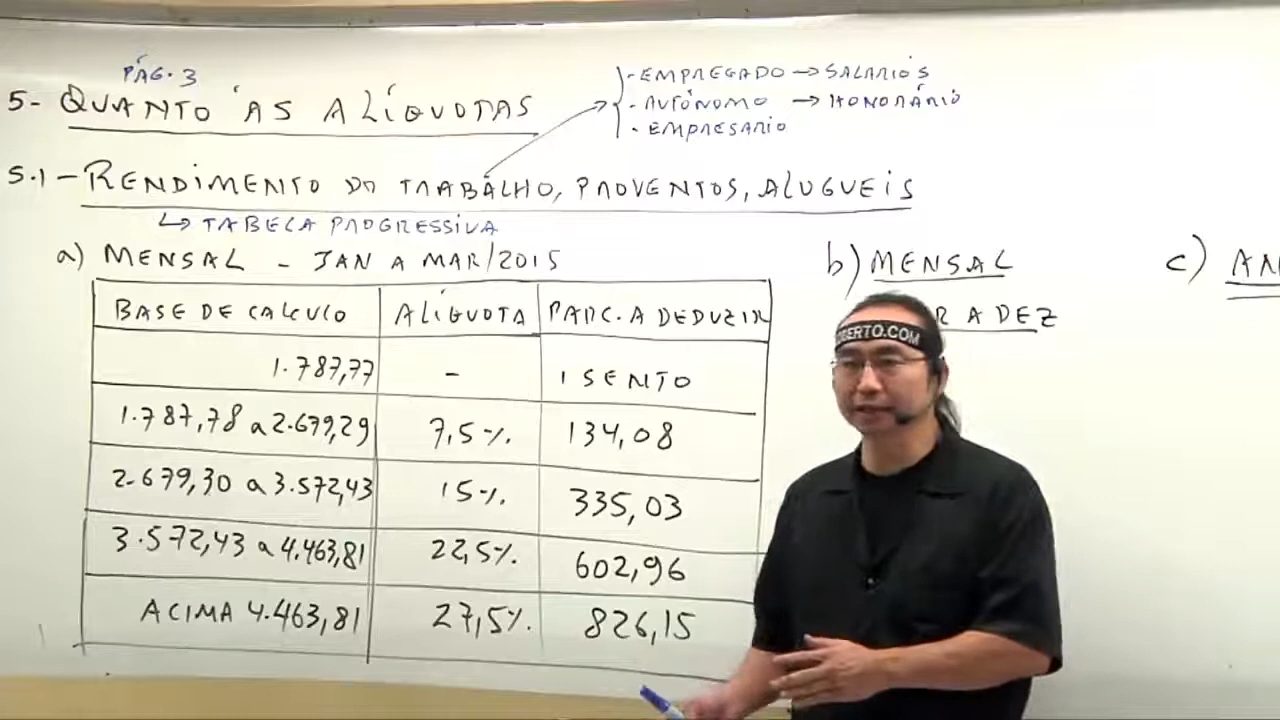 PÁG. 3
5- QUANTO ÀS ALÍQUOTAS
- EMPREGADO → SALÁRIOS
- AUTÔNOMO → HONORÁRIO
- EMPRESÁRIO
5.1 - RENDIMENTO DO TRABALHO, PROVENTOS, ALUGUEIS
↳ TABELA PROGRESSIVA
a) MENSAL - JAN A MAR/2015
BASE DE CALCULO ALÍQUOTA PARC. A DEDUZIR
1.787,77 - ISENTO
1.787,78 a 2.679,29 7,5% 134,08
2.679,30 a 3.572,43 15% 335,03
3.572,43 a 4.463,81 22,5% 602,96
ACIMA 4.463,81 27,5% 826,15
b) MENSAL
R A DEZ
c) AN
BERTO.COM